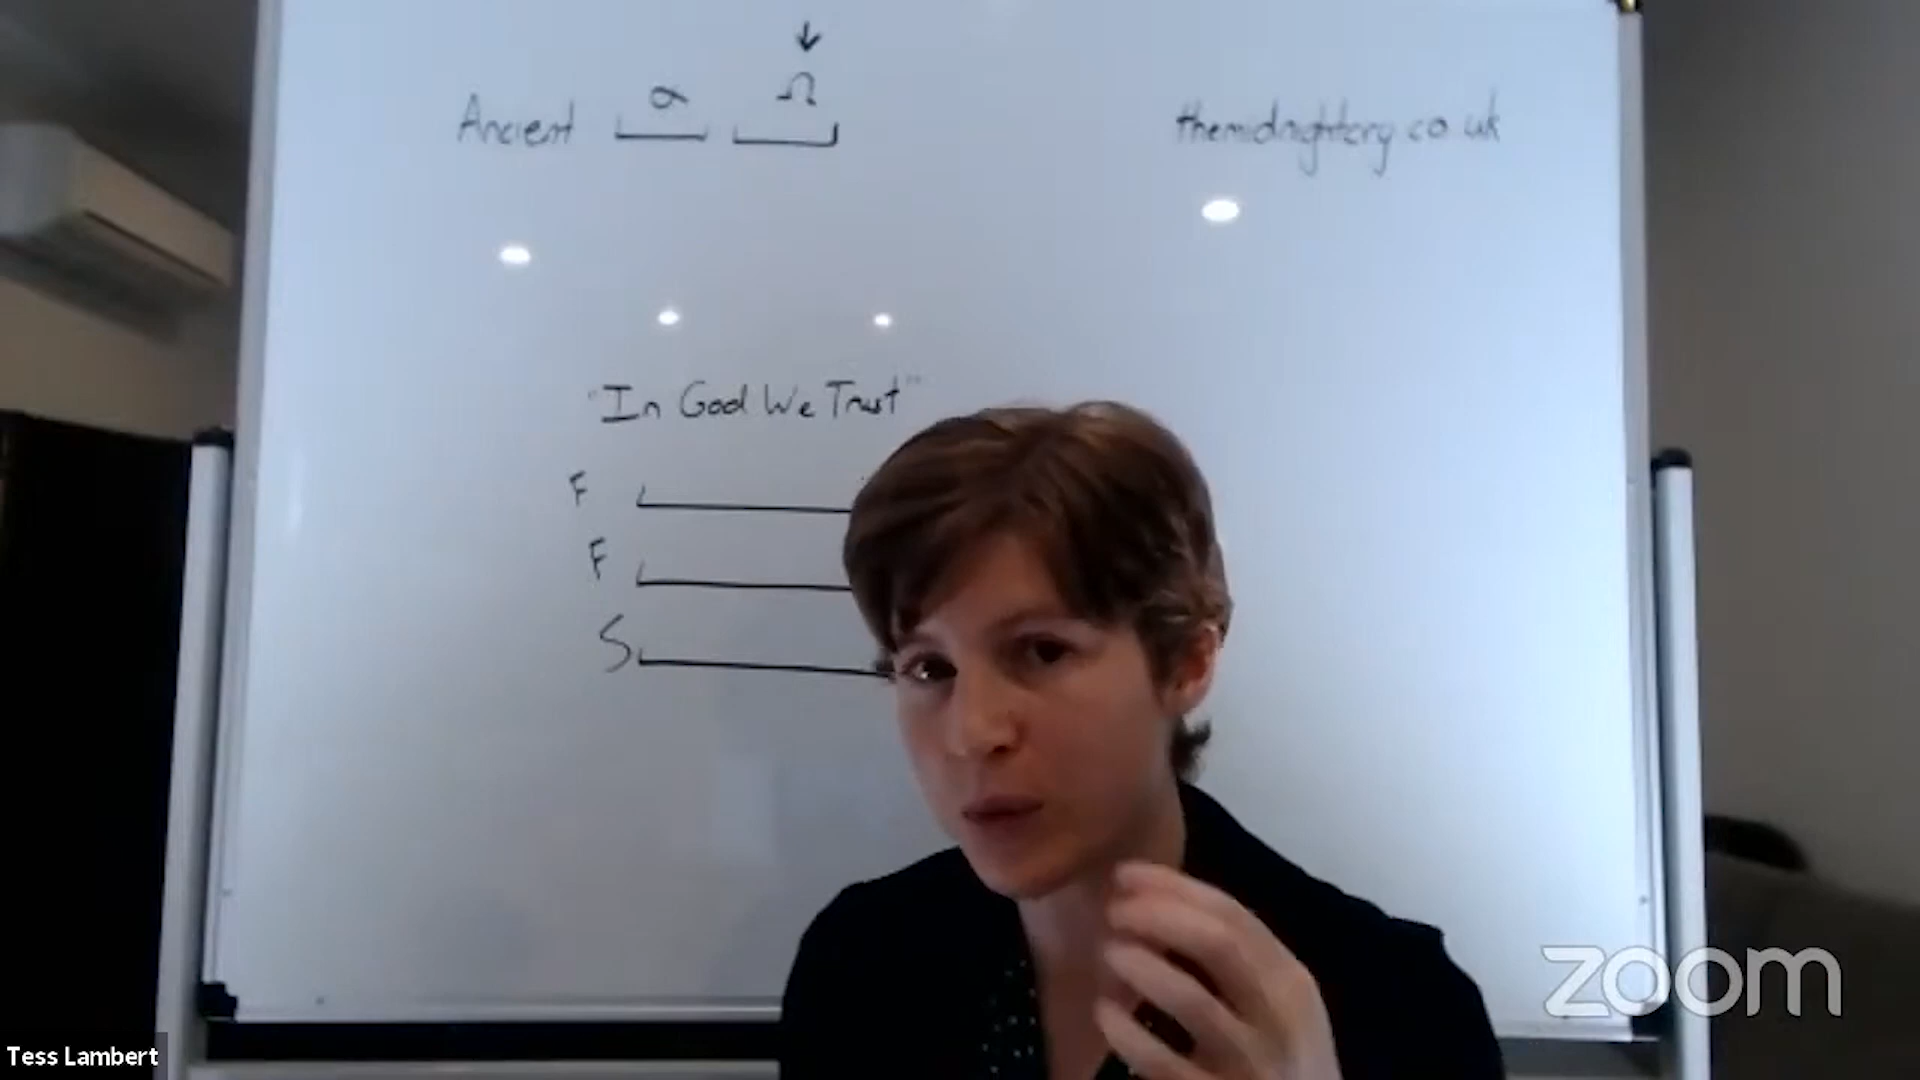 ↓
α Ω
Ancient
themidnightcry.co.uk
"In God We Trust"
F
F
S
zoom
Tess Lambert